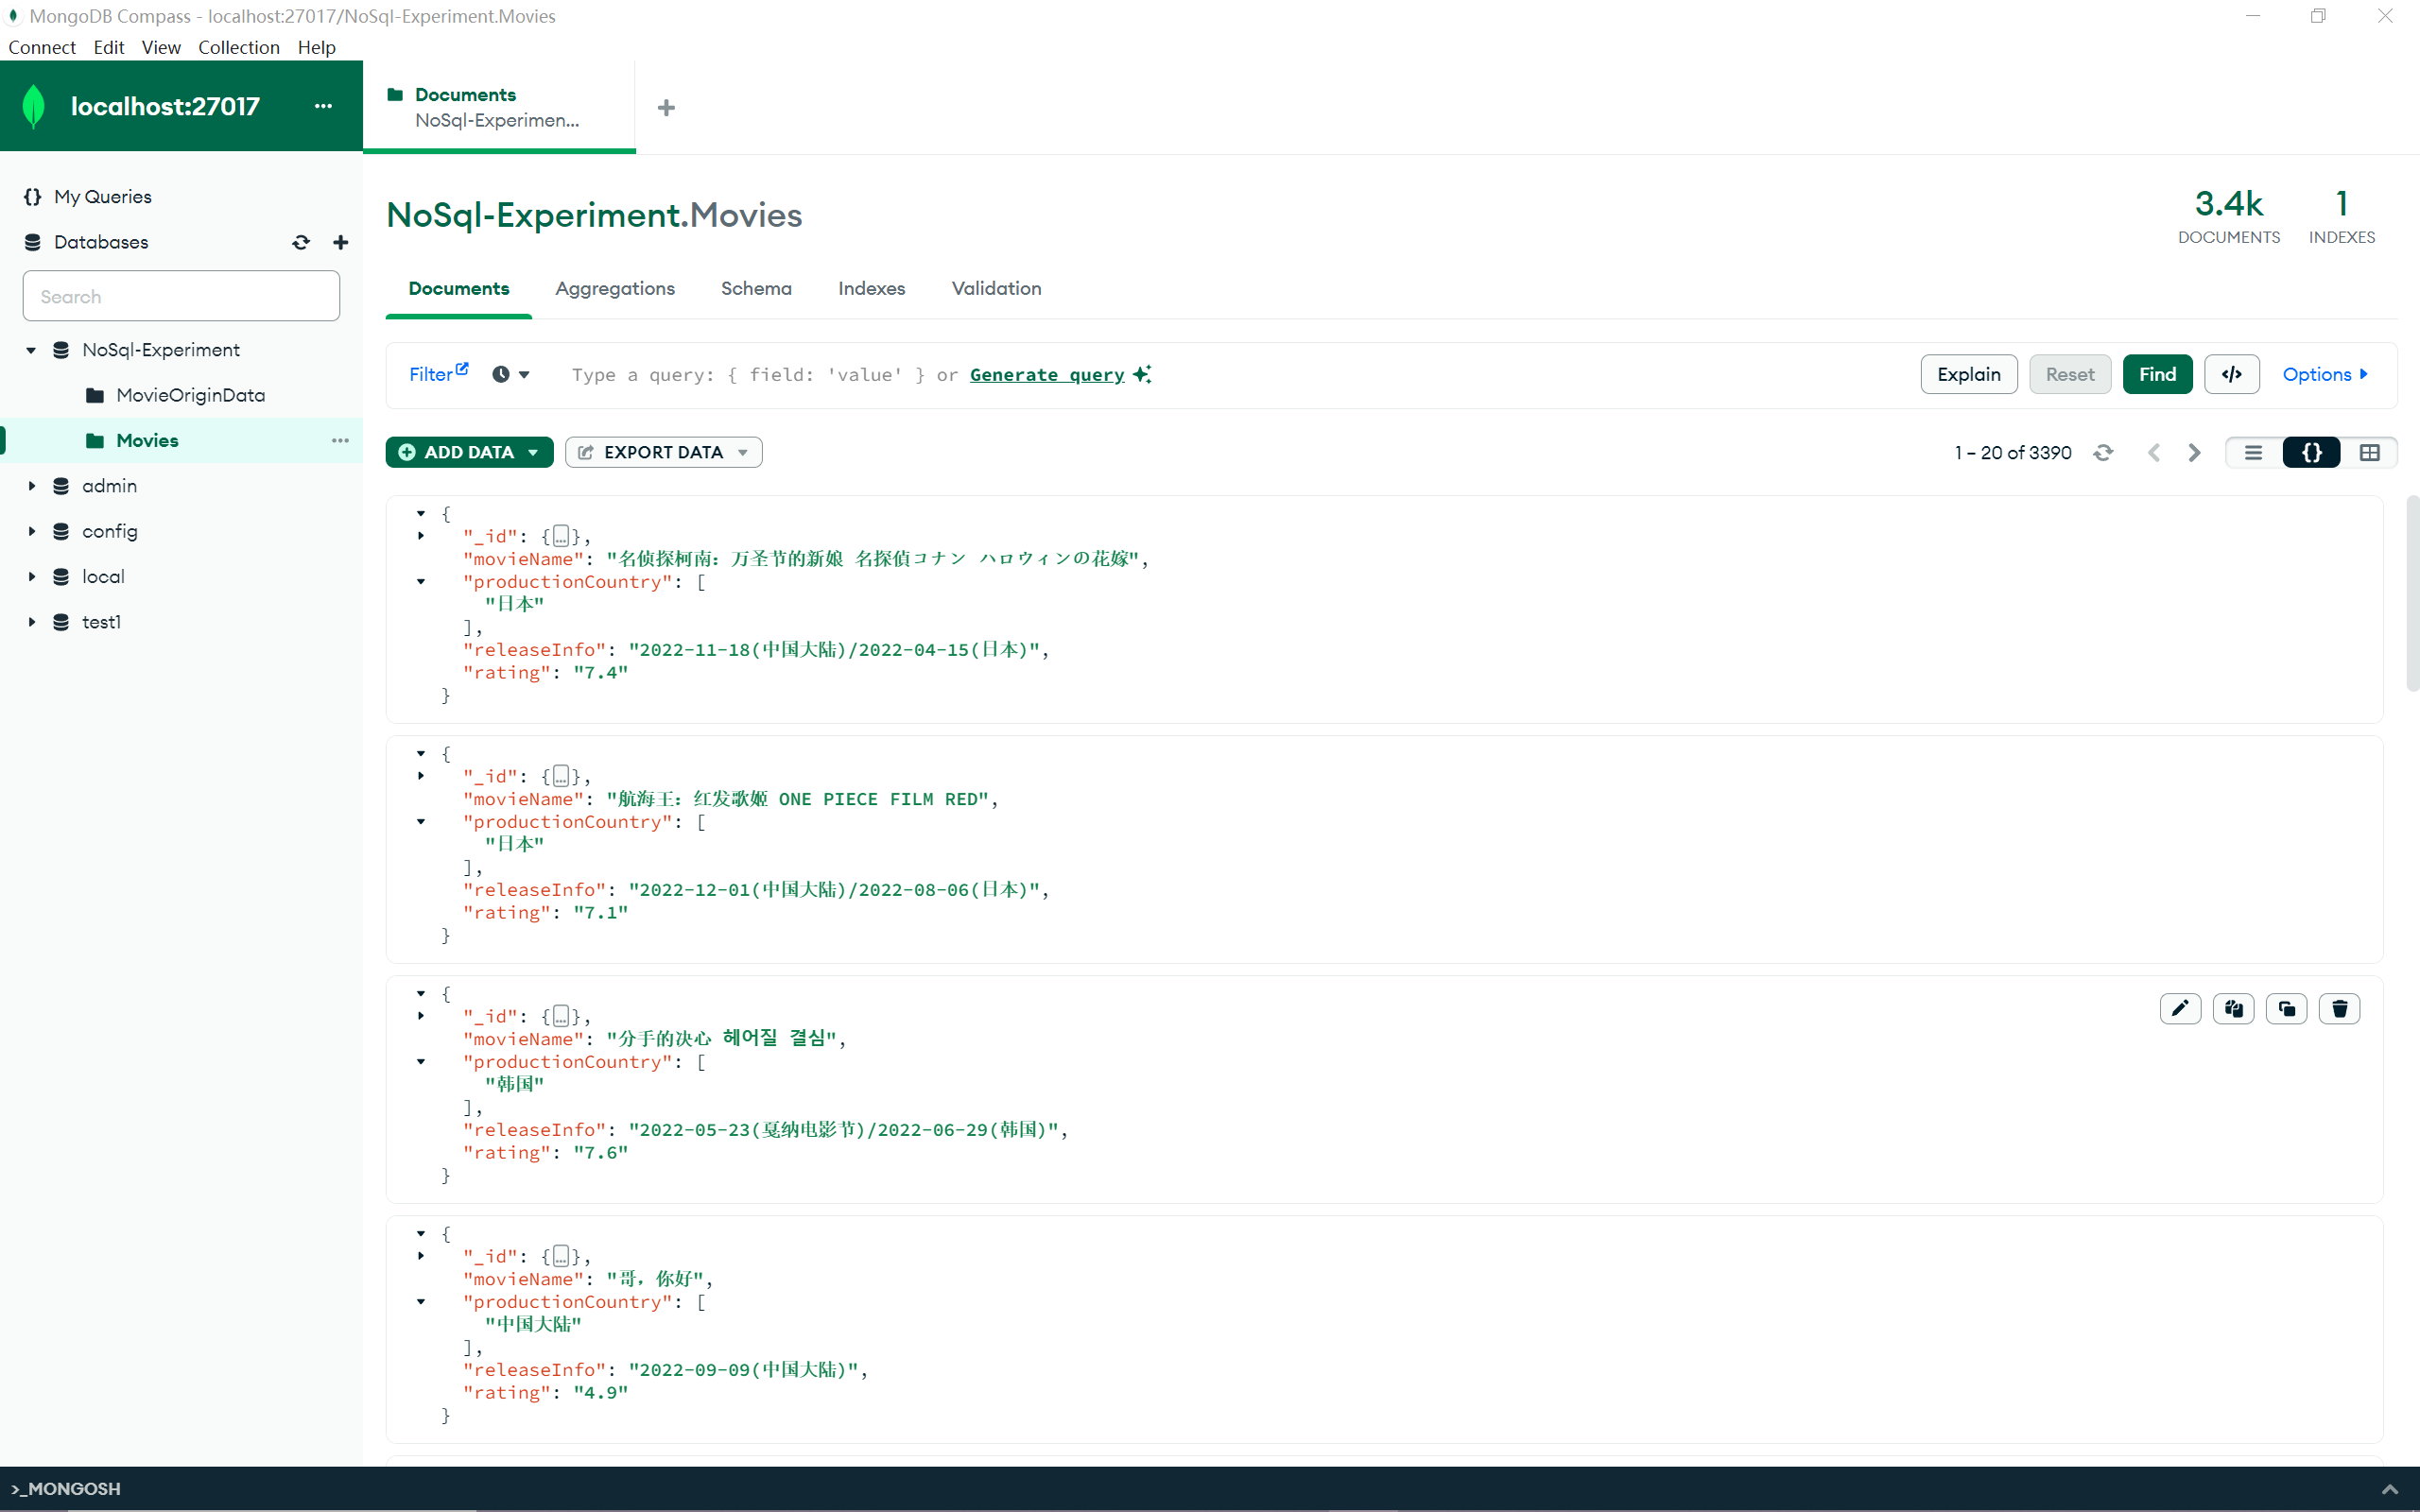 MongoDB Compass - localhost:27017/NoSql-Experiment.Movies
Connect Edit View Collection Help
localhost:27017
Documents
NoSql-Experimen...
My Queries
Databases
Search
NoSql-Experiment
MovieOriginData
Movies
admin
config
local
test1
NoSql-Experiment.Movies
3.4k
DOCUMENTS
1
INDEXES
Documents Aggregations Schema Indexes Validation
Filter Type a query: { field: 'value' } or Generate query Explain Reset Find </> Options
ADD DATA EXPORT DATA 1 – 20 of 3390 {}
{
"_id": {…},
"movieName": "名侦探柯南：万圣节的新娘 名探偵コナン ハロウィンの花嫁",
"productionCountry": [
"日本"
],
"releaseInfo": "2022-11-18(中国大陆)/2022-04-15(日本)",
"rating": "7.4"
}
{
"_id": {…},
"movieName": "航海王：红发歌姬 ONE PIECE FILM RED",
"productionCountry": [
"日本"
],
"releaseInfo": "2022-12-01(中国大陆)/2022-08-06(日本)",
"rating": "7.1"
}
{
"_id": {…},
"movieName": "分手的决心 헤어질 결심",
"productionCountry": [
"韩国"
],
"releaseInfo": "2022-05-23(戛纳电影节)/2022-06-29(韩国)",
"rating": "7.6"
}
{
"_id": {…},
"movieName": "哥，你好",
"productionCountry": [
"中国大陆"
],
"releaseInfo": "2022-09-09(中国大陆)",
"rating": "4.9"
}
>_MONGOSH